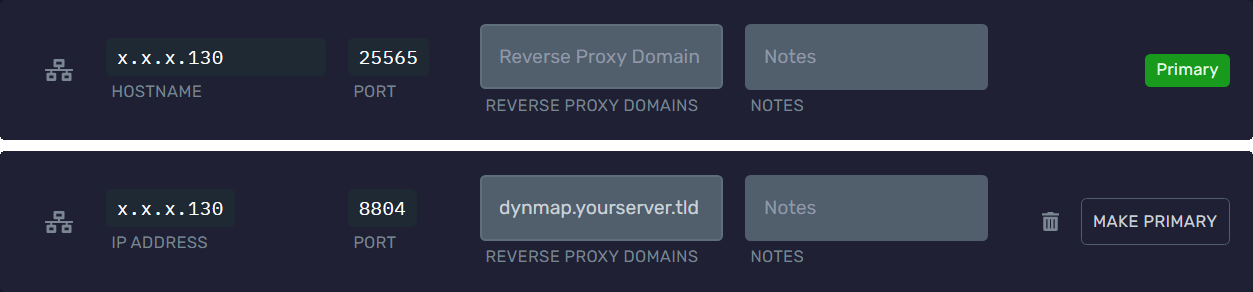 x.x.x.130 25565 Reverse Proxy Domain Notes Primary
HOSTNAME PORT REVERSE PROXY DOMAINS NOTES
x.x.x.130 8804 dynmap.yourserver.tld Notes MAKE PRIMARY
IP ADDRESS PORT REVERSE PROXY DOMAINS NOTES